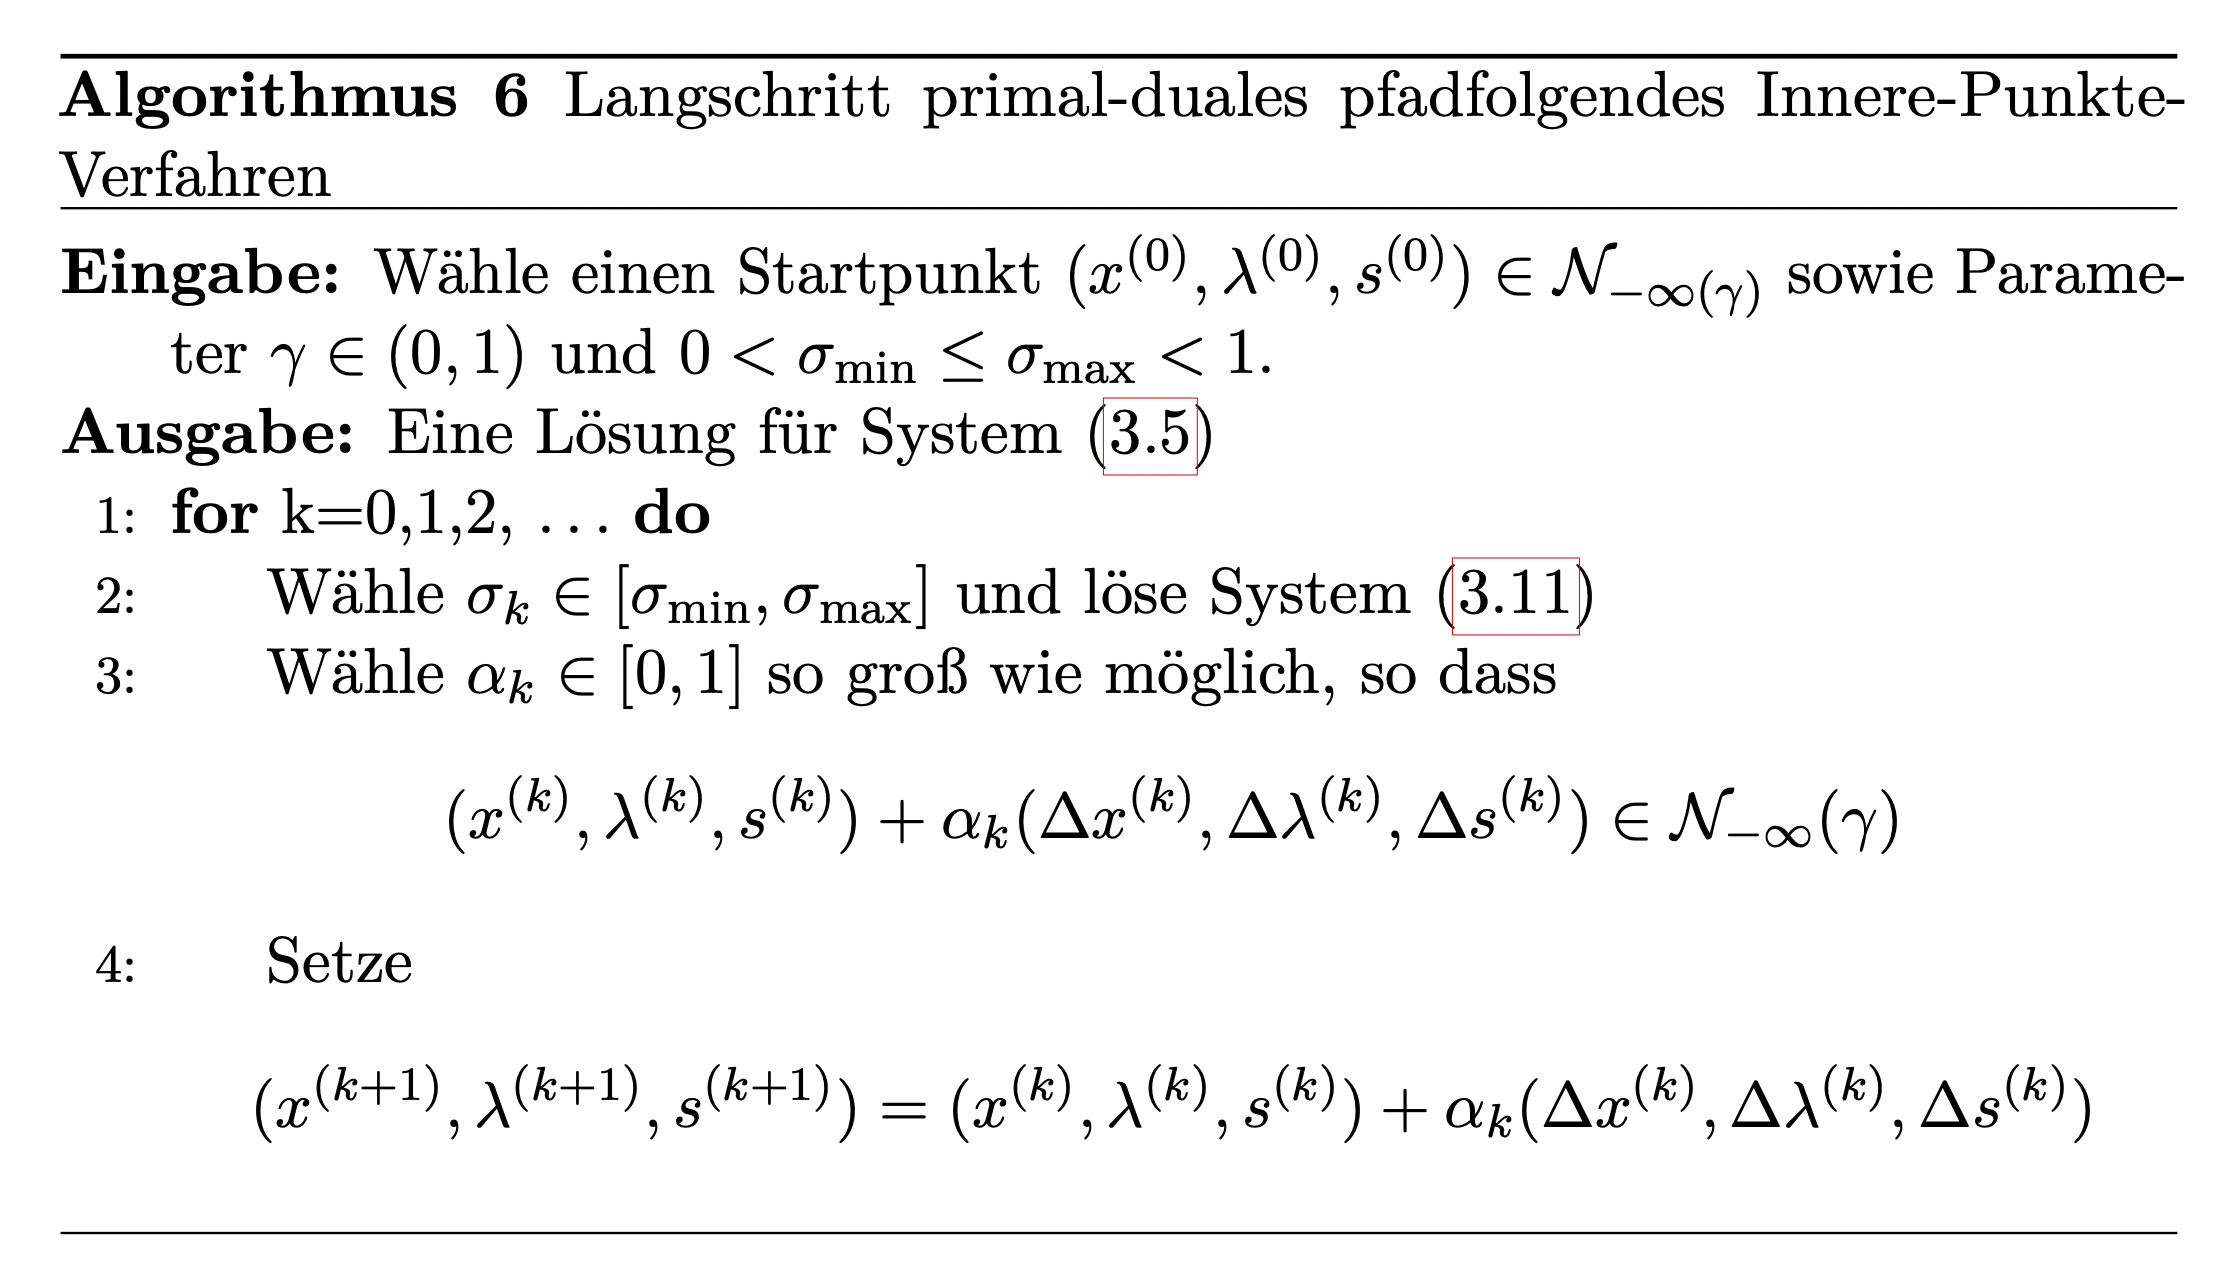 Algorithmus 6 Langschritt primal-duales pfadfolgendes Innere-Punkte-
Verfahren
Eingabe: Wähle einen Startpunkt $(x^{(0)}, \lambda^{(0)}, s^{(0)}) \in \mathcal{N}_{-\infty(\gamma)}$ sowie Parame-
ter $\gamma \in (0, 1)$ und $0 < \sigma_{\min} \leq \sigma_{\max} < 1$.
Ausgabe: Eine Lösung für System (3.5)
1: for k=0,1,2, … do
2: Wähle $\sigma_k \in [\sigma_{\min}, \sigma_{\max}]$ und löse System (3.11)
3: Wähle $\alpha_k \in [0, 1]$ so groß wie möglich, so dass
$(x^{(k)}, \lambda^{(k)}, s^{(k)}) + \alpha_k(\Delta x^{(k)}, \Delta\lambda^{(k)}, \Delta s^{(k)}) \in \mathcal{N}_{-\infty}(\gamma)$
4: Setze
$(x^{(k+1)}, \lambda^{(k+1)}, s^{(k+1)}) = (x^{(k)}, \lambda^{(k)}, s^{(k)}) + \alpha_k(\Delta x^{(k)}, \Delta\lambda^{(k)}, \Delta s^{(k)})$